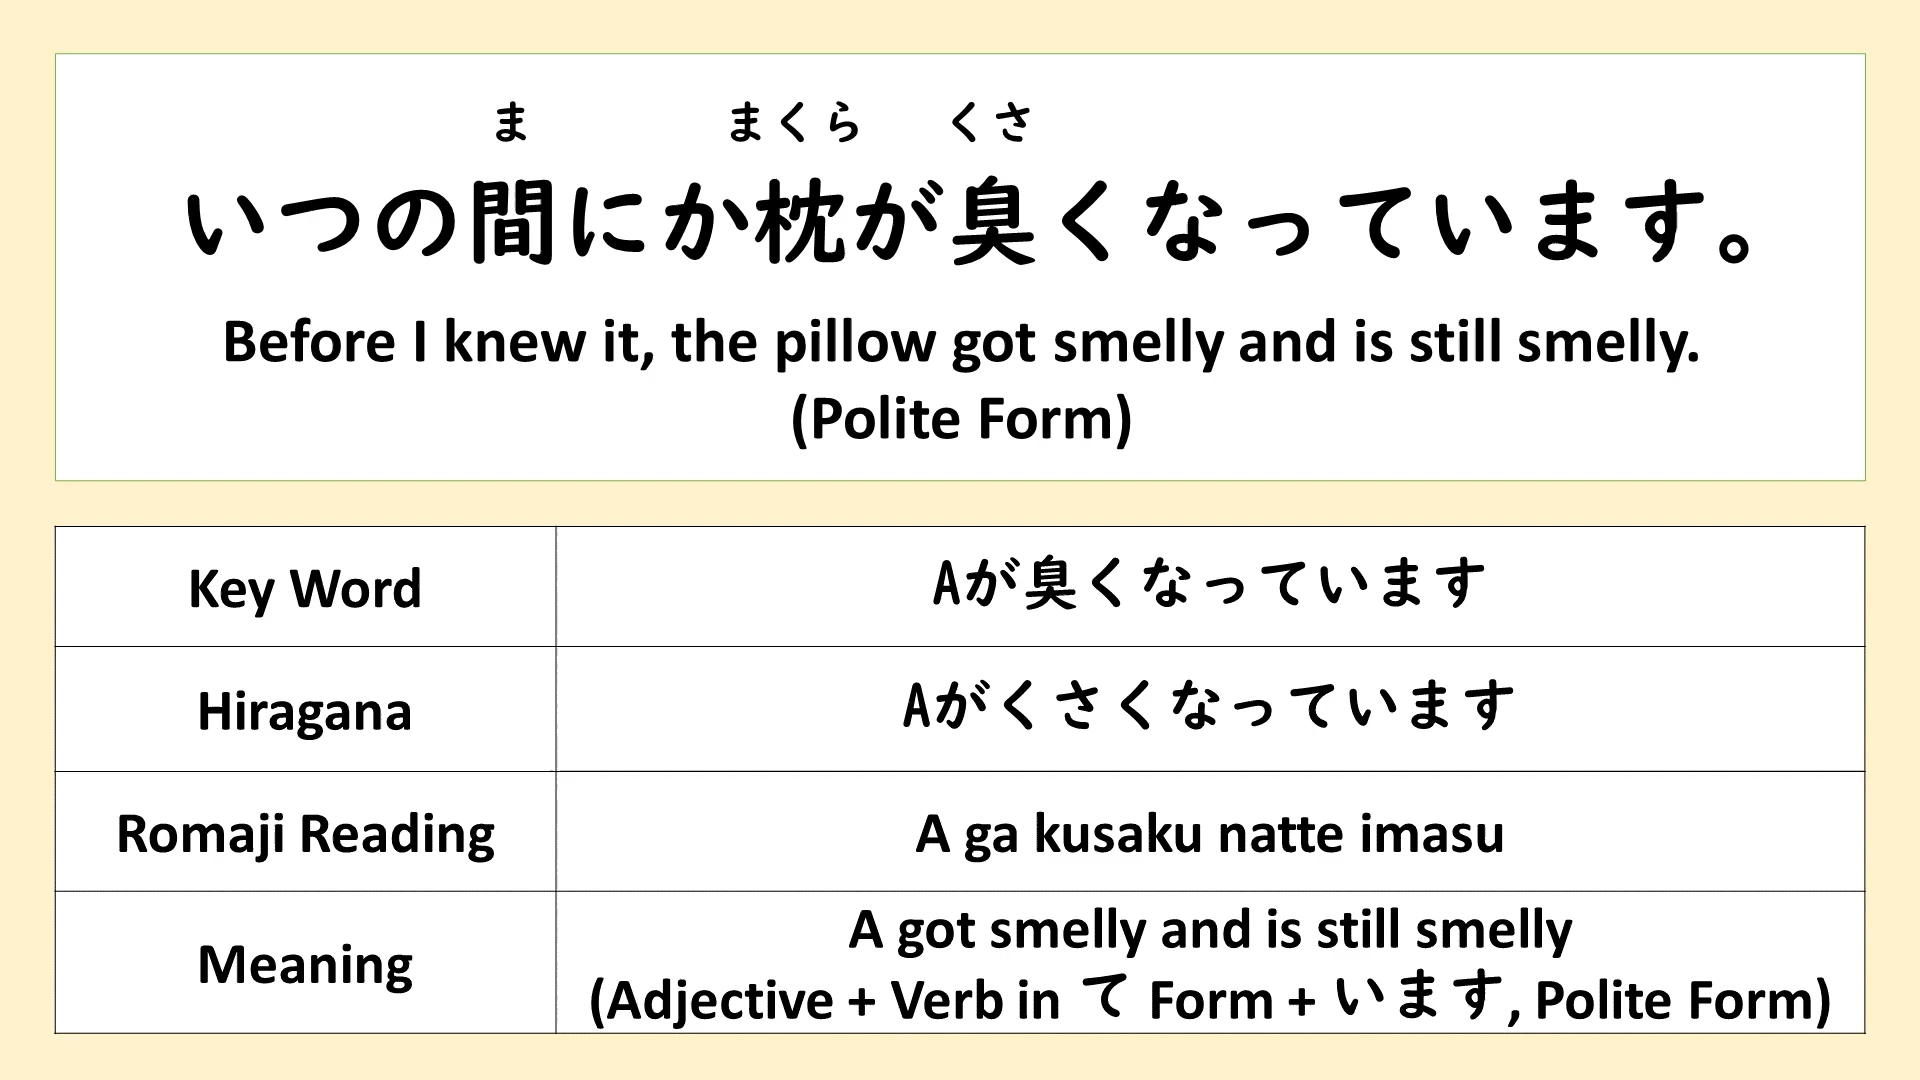 ま まくら くさ
いつの間にか枕が臭くなっています。
Before I knew it, the pillow got smelly and is still smelly.
(Polite Form)
Key Word Aが臭くなっています
Hiragana Aがくさくなっています
Romaji Reading A ga kusaku natte imasu
Meaning A got smelly and is still smelly
(Adjective + Verb in て Form + います, Polite Form)